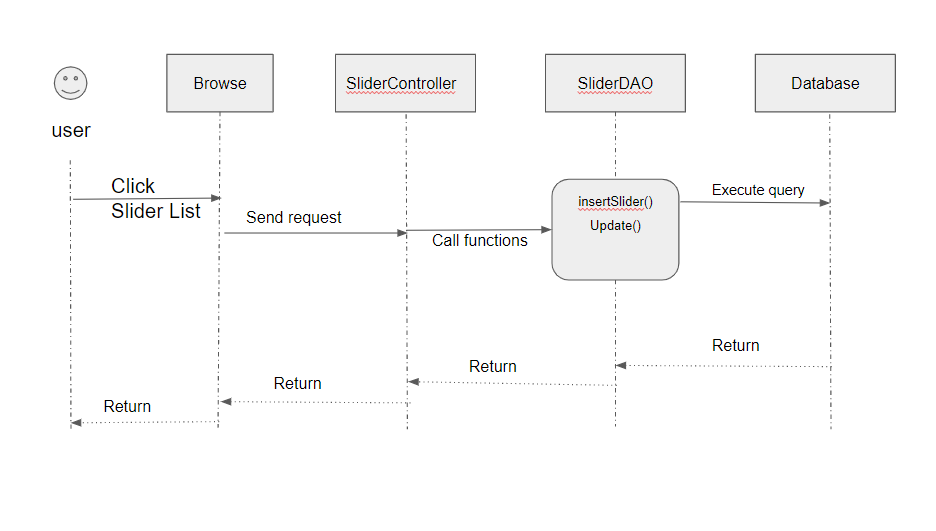 Browse
SliderController
SliderDAO
Database
user
Click
Slider List
Send request
Call functions
insertSlider()
Update()
Execute query
Return
Return
Return
Return